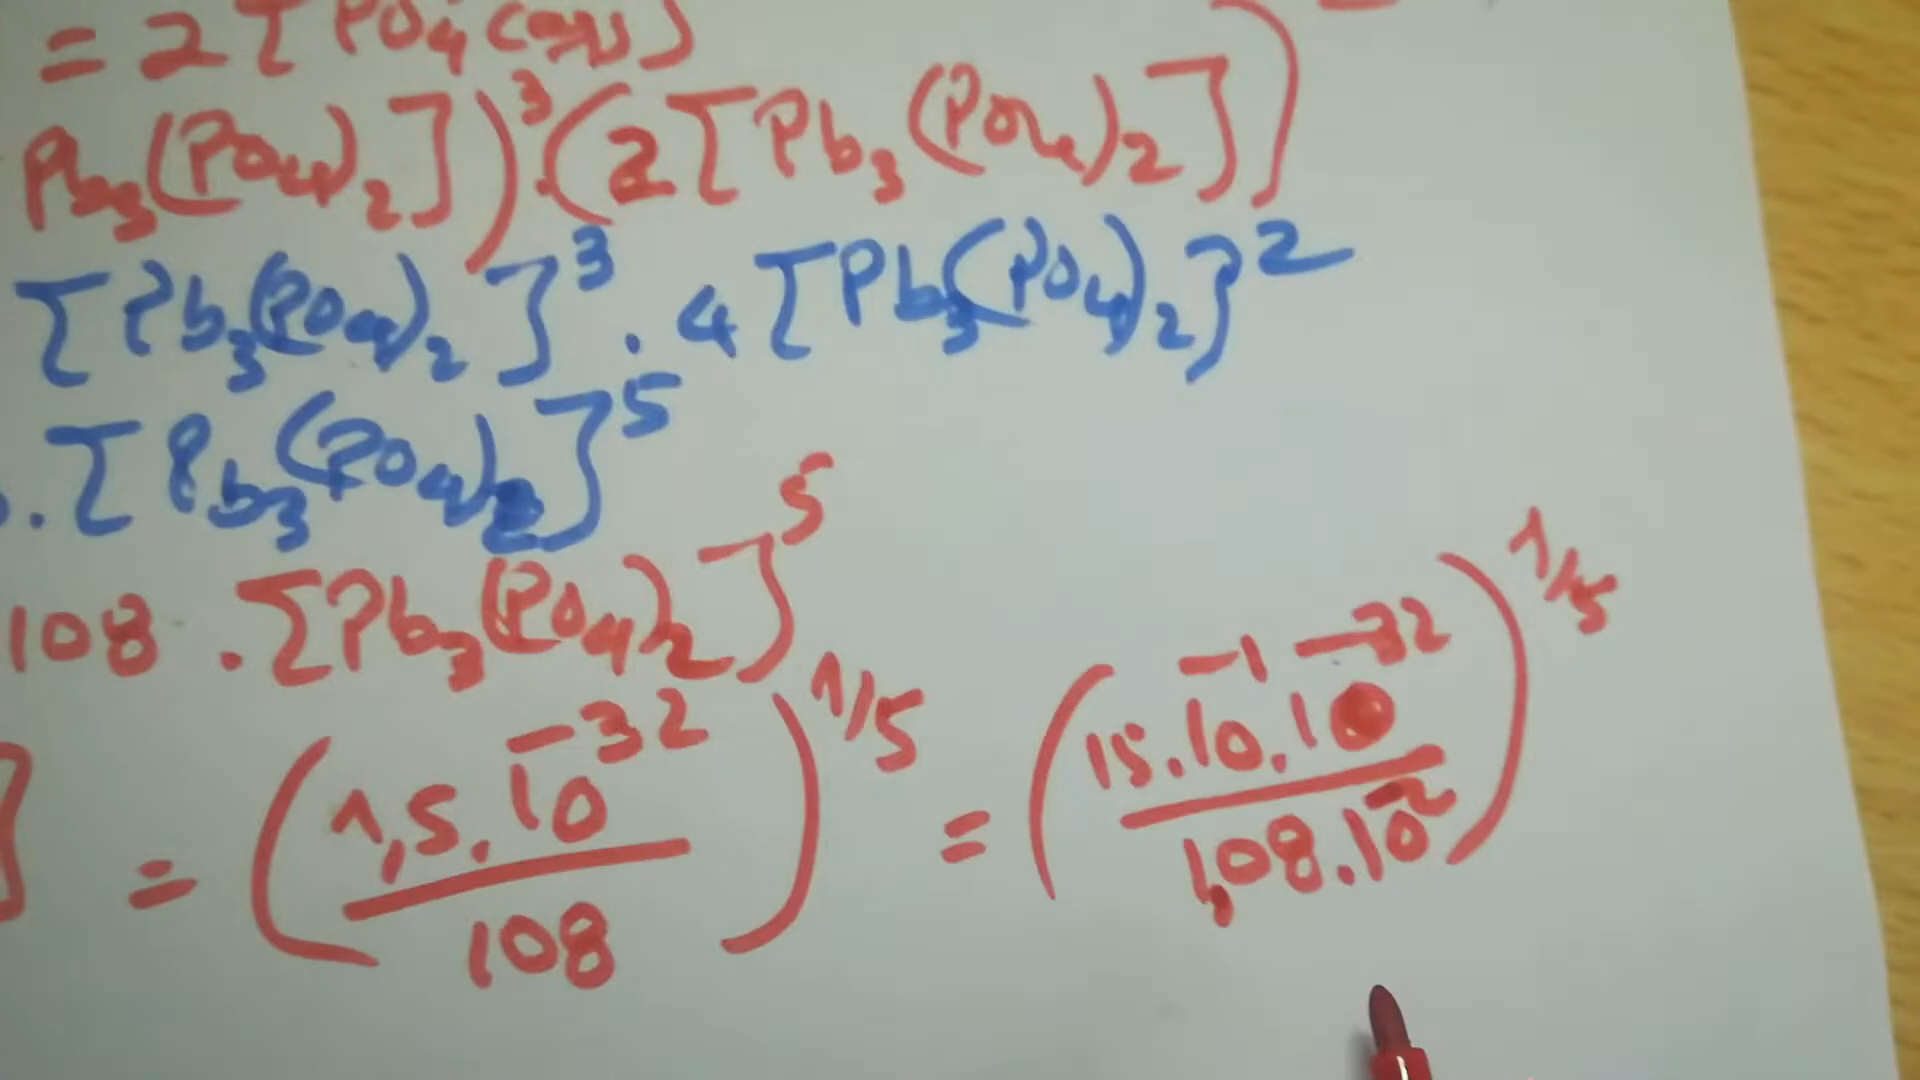 = 2 [PO₄(aq)]
Pb₃(PO₄)₂])³·(2[Pb₃(PO₄)₂])
[Pb₃(PO₄)₂]³ · 4[Pb₃(PO₄)₂]²
.[Pb₃(PO₄)₂]⁵
108 .[Pb₃(PO₄)₂]⁵
] = (1,5.10⁻³²/108)^1/5 = (15.10⁻¹.10⁻³²/1,08.10⁻²)^1/5